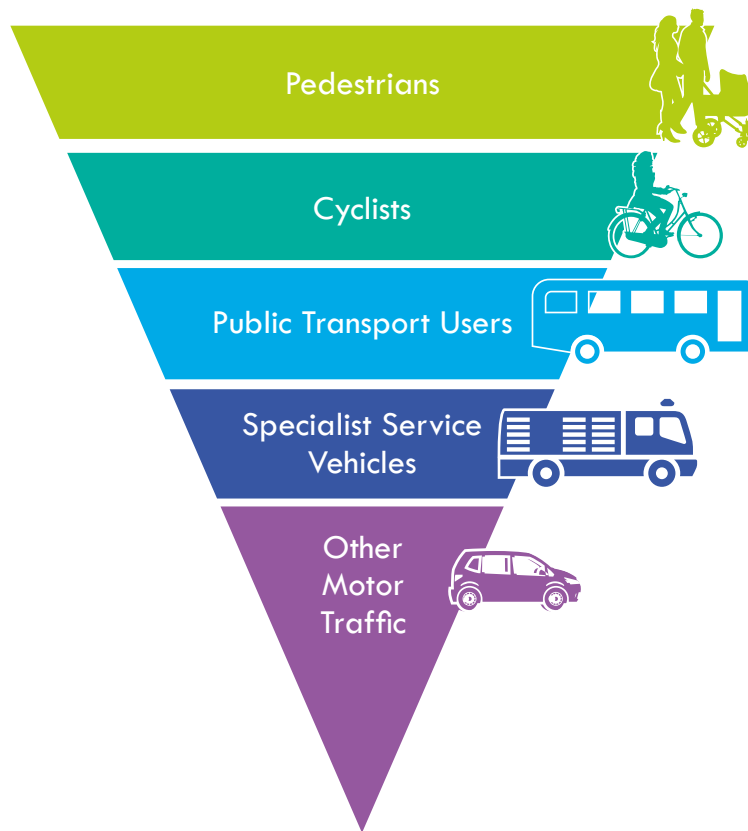 Pedestrians
Cyclists
Public Transport Users
Specialist Service
Vehicles
Other
Motor
Traffic